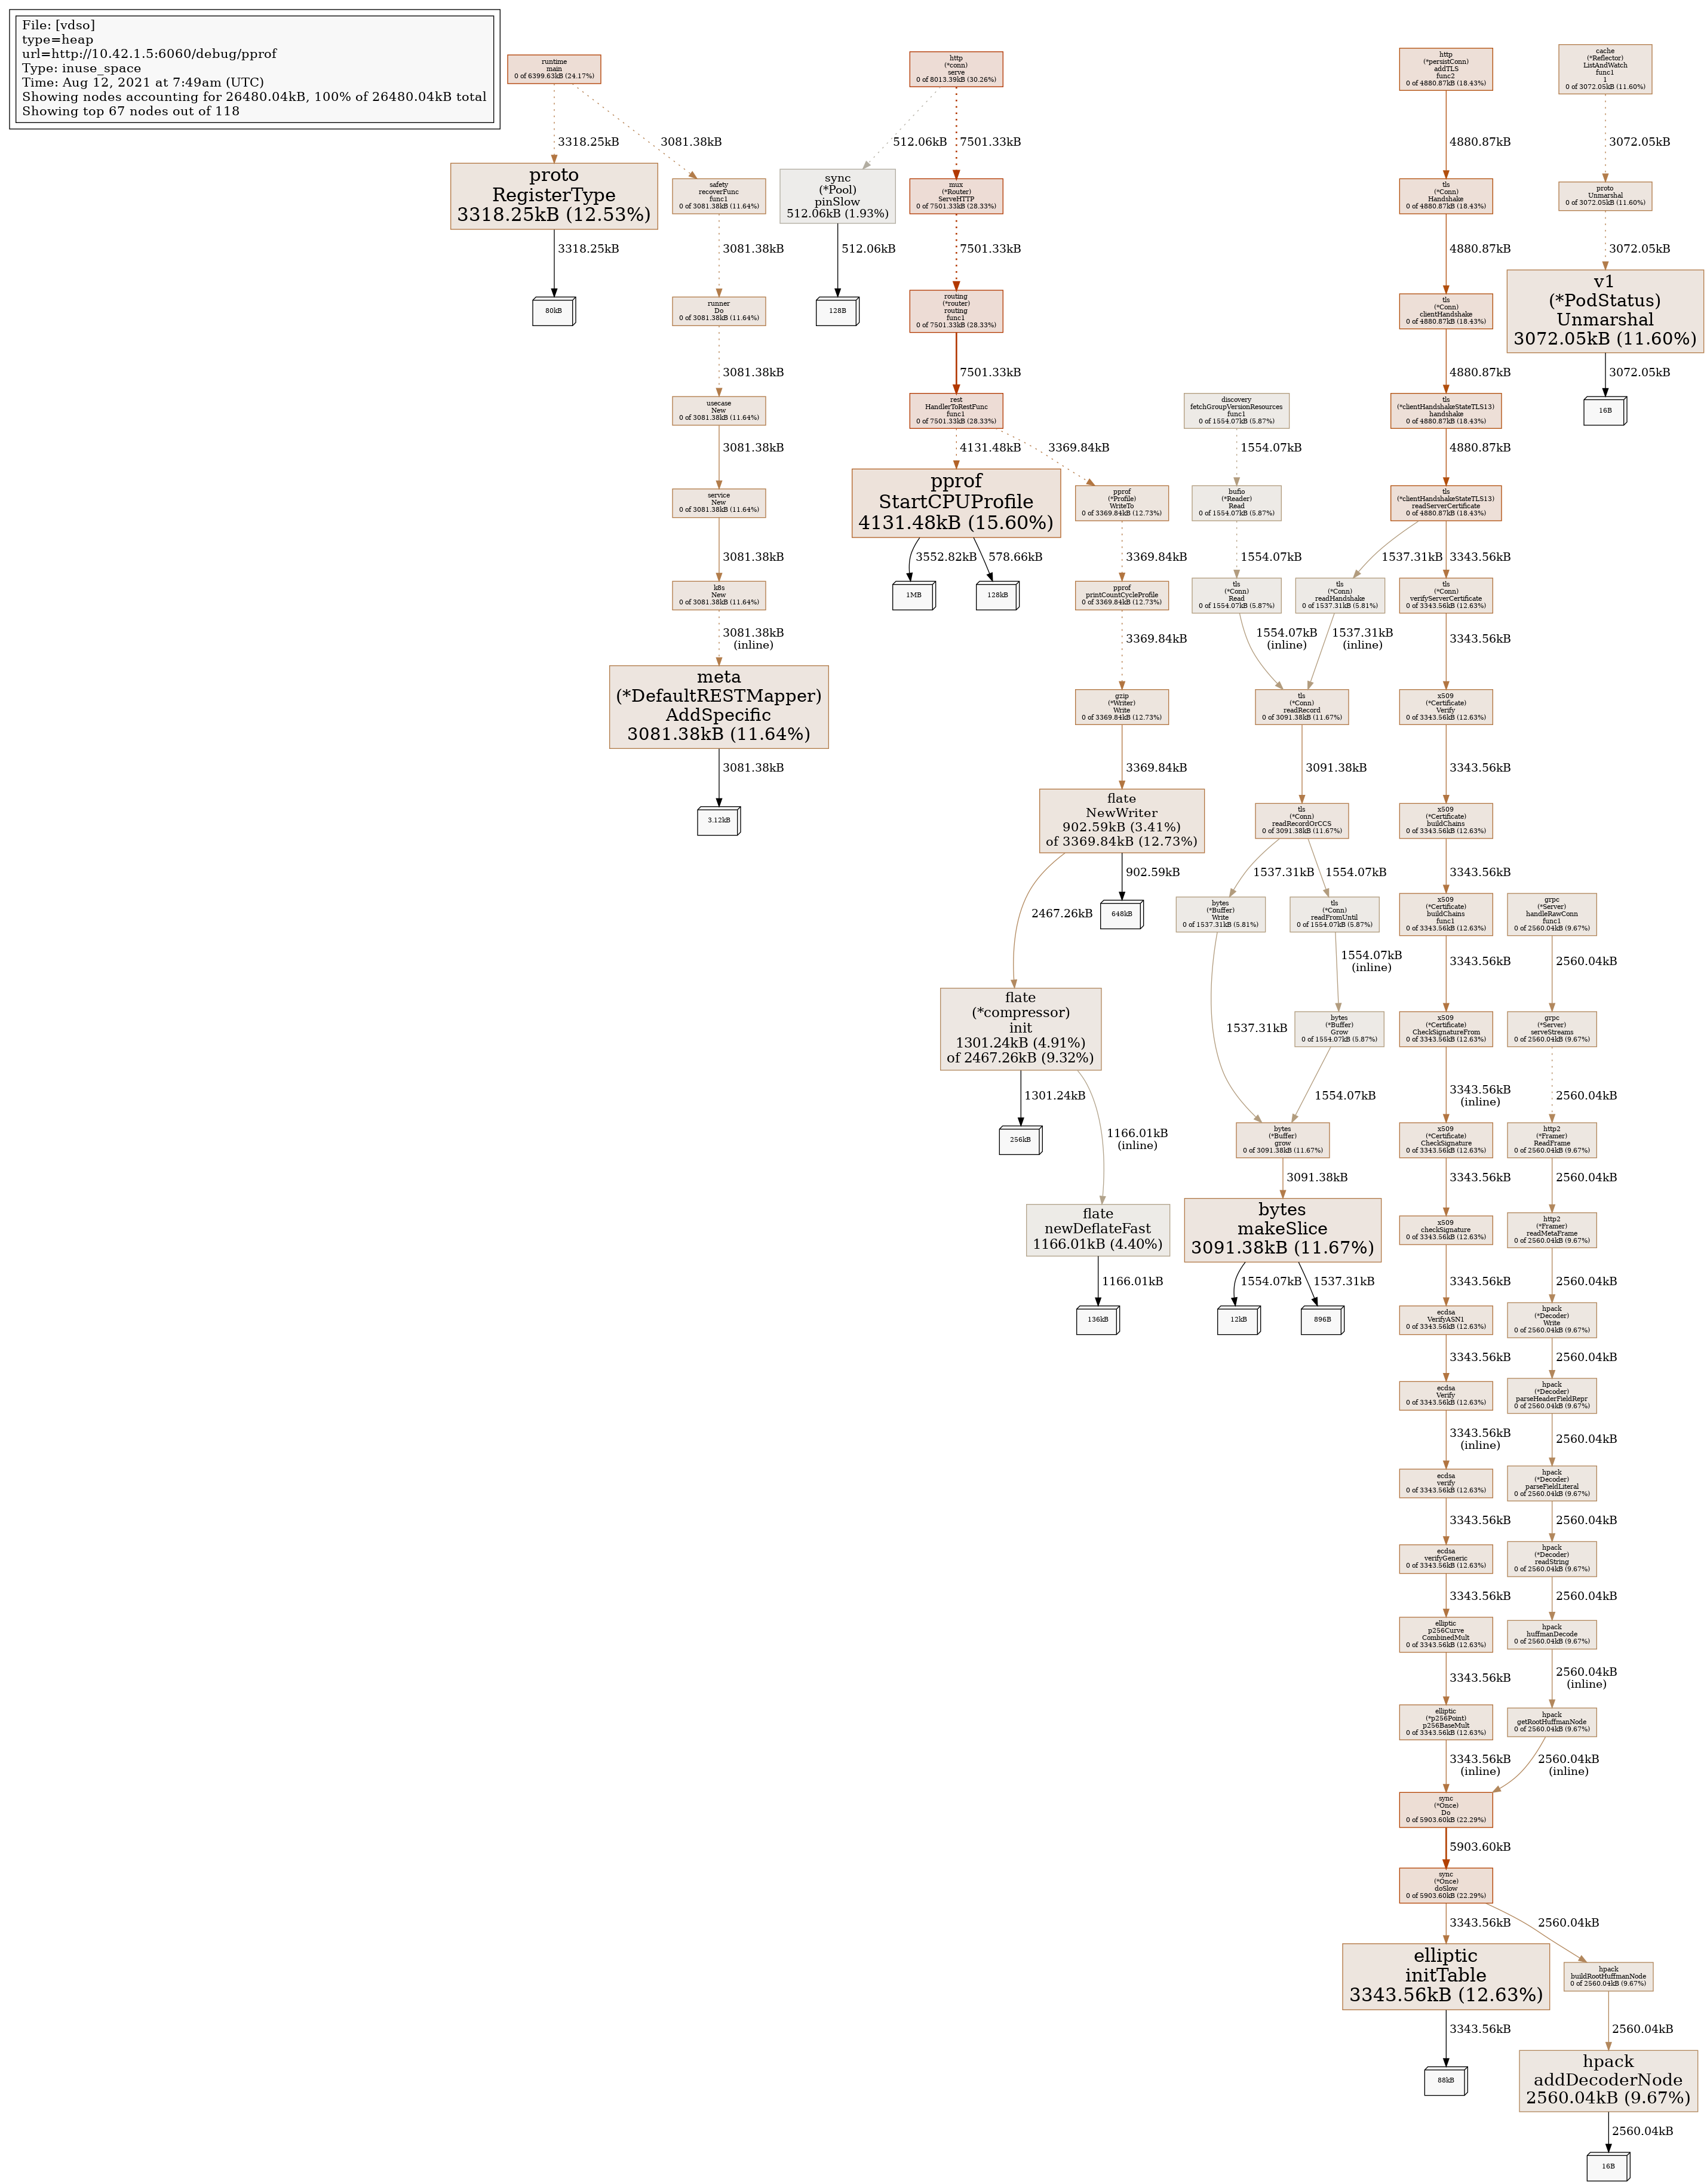 File: [vdso]
type=heap
url=http://10.42.1.5:6060/debug/pprof
Type: inuse_space
Time: Aug 12, 2021 at 7:49am (UTC)
Showing nodes accounting for 26480.04kB, 100% of 26480.04kB total
Showing top 67 nodes out of 118
runtime
main
0 of 6399.63kB (24.17%)
3318.25kB
3081.38kB
proto
RegisterType
3318.25kB (12.53%)
3318.25kB
80kB
safety
recoverFunc
func1
0 of 3081.38kB (11.64%)
3081.38kB
runner
Do
0 of 3081.38kB (11.64%)
3081.38kB
usecase
New
0 of 3081.38kB (11.64%)
3081.38kB
service
New
0 of 3081.38kB (11.64%)
3081.38kB
k8s
New
0 of 3081.38kB (11.64%)
3081.38kB
(inline)
meta
(*DefaultRESTMapper)
AddSpecific
3081.38kB (11.64%)
3081.38kB
3.12kB
http
(*conn)
serve
0 of 8013.39kB (30.26%)
512.06kB
7501.33kB
sync
(*Pool)
pinSlow
512.06kB (1.93%)
512.06kB
128B
mux
(*Router)
ServeHTTP
0 of 7501.33kB (28.33%)
7501.33kB
routing
(*router)
routing
func1
0 of 7501.33kB (28.33%)
7501.33kB
rest
HandlerToRestFunc
func1
0 of 7501.33kB (28.33%)
4131.48kB
3369.84kB
pprof
StartCPUProfile
4131.48kB (15.60%)
3552.82kB
578.66kB
1MB
128kB
pprof
(*Profile)
WriteTo
0 of 3369.84kB (12.73%)
3369.84kB
pprof
printCountCycleProfile
0 of 3369.84kB (12.73%)
3369.84kB
gzip
(*Writer)
Write
0 of 3369.84kB (12.73%)
3369.84kB
flate
NewWriter
902.59kB (3.41%)
of 3369.84kB (12.73%)
902.59kB
648kB
2467.26kB
flate
(*compressor)
init
1301.24kB (4.91%)
of 2467.26kB (9.32%)
1301.24kB
256kB
1166.01kB
(inline)
flate
newDeflateFast
1166.01kB (4.40%)
1166.01kB
136kB
discovery
fetchGroupVersionResources
func1
0 of 1554.07kB (5.87%)
1554.07kB
bufio
(*Reader)
Read
0 of 1554.07kB (5.87%)
1554.07kB
tls
(*Conn)
Read
0 of 1554.07kB (5.87%)
1554.07kB
(inline)
tls
(*Conn)
readHandshake
0 of 1537.31kB (5.81%)
1537.31kB
(inline)
tls
(*Conn)
readRecord
0 of 3091.38kB (11.67%)
3091.38kB
tls
(*Conn)
readRecordOrCCS
0 of 3091.38kB (11.67%)
1537.31kB
1554.07kB
bytes
(*Buffer)
Write
0 of 1537.31kB (5.81%)
1537.31kB
tls
(*Conn)
readFromUntil
0 of 1554.07kB (5.87%)
1554.07kB
(inline)
bytes
(*Buffer)
Grow
0 of 1554.07kB (5.87%)
1554.07kB
bytes
(*Buffer)
grow
0 of 3091.38kB (11.67%)
3091.38kB
bytes
makeSlice
3091.38kB (11.67%)
1554.07kB
1537.31kB
12kB
896B
http
(*persistConn)
addTLS
func2
0 of 4880.87kB (18.43%)
4880.87kB
tls
(*Conn)
Handshake
0 of 4880.87kB (18.43%)
4880.87kB
tls
(*Conn)
clientHandshake
0 of 4880.87kB (18.43%)
4880.87kB
tls
(*clientHandshakeStateTLS13)
handshake
0 of 4880.87kB (18.43%)
4880.87kB
tls
(*clientHandshakeStateTLS13)
readServerCertificate
0 of 4880.87kB (18.43%)
1537.31kB
3343.56kB
tls
(*Conn)
verifyServerCertificate
0 of 3343.56kB (12.63%)
3343.56kB
x509
(*Certificate)
Verify
0 of 3343.56kB (12.63%)
3343.56kB
x509
(*Certificate)
buildChains
0 of 3343.56kB (12.63%)
3343.56kB
x509
(*Certificate)
buildChains
func1
0 of 3343.56kB (12.63%)
3343.56kB
x509
(*Certificate)
CheckSignatureFrom
0 of 3343.56kB (12.63%)
3343.56kB
(inline)
x509
(*Certificate)
CheckSignature
0 of 3343.56kB (12.63%)
3343.56kB
x509
checkSignature
0 of 3343.56kB (12.63%)
3343.56kB
ecdsa
VerifyASN1
0 of 3343.56kB (12.63%)
3343.56kB
ecdsa
Verify
0 of 3343.56kB (12.63%)
3343.56kB
(inline)
ecdsa
verify
0 of 3343.56kB (12.63%)
3343.56kB
ecdsa
verifyGeneric
0 of 3343.56kB (12.63%)
3343.56kB
elliptic
p256Curve
CombinedMult
0 of 3343.56kB (12.63%)
3343.56kB
elliptic
(*p256Point)
p256BaseMult
0 of 3343.56kB (12.63%)
3343.56kB
(inline)
cache
(*Reflector)
ListAndWatch
func1
1
0 of 3072.05kB (11.60%)
3072.05kB
proto
Unmarshal
0 of 3072.05kB (11.60%)
3072.05kB
v1
(*PodStatus)
Unmarshal
3072.05kB (11.60%)
3072.05kB
16B
grpc
(*Server)
handleRawConn
func1
0 of 2560.04kB (9.67%)
2560.04kB
grpc
(*Server)
serveStreams
0 of 2560.04kB (9.67%)
2560.04kB
http2
(*Framer)
ReadFrame
0 of 2560.04kB (9.67%)
2560.04kB
http2
(*Framer)
readMetaFrame
0 of 2560.04kB (9.67%)
2560.04kB
hpack
(*Decoder)
Write
0 of 2560.04kB (9.67%)
2560.04kB
hpack
(*Decoder)
parseHeaderFieldRepr
0 of 2560.04kB (9.67%)
2560.04kB
hpack
(*Decoder)
parseFieldLiteral
0 of 2560.04kB (9.67%)
2560.04kB
hpack
(*Decoder)
readString
0 of 2560.04kB (9.67%)
2560.04kB
hpack
huffmanDecode
0 of 2560.04kB (9.67%)
2560.04kB
(inline)
hpack
getRootHuffmanNode
0 of 2560.04kB (9.67%)
2560.04kB
(inline)
sync
(*Once)
Do
0 of 5903.60kB (22.29%)
5903.60kB
sync
(*Once)
doSlow
0 of 5903.60kB (22.29%)
3343.56kB
2560.04kB
elliptic
initTable
3343.56kB (12.63%)
3343.56kB
88kB
hpack
buildRootHuffmanNode
0 of 2560.04kB (9.67%)
2560.04kB
hpack
addDecoderNode
2560.04kB (9.67%)
2560.04kB
16B